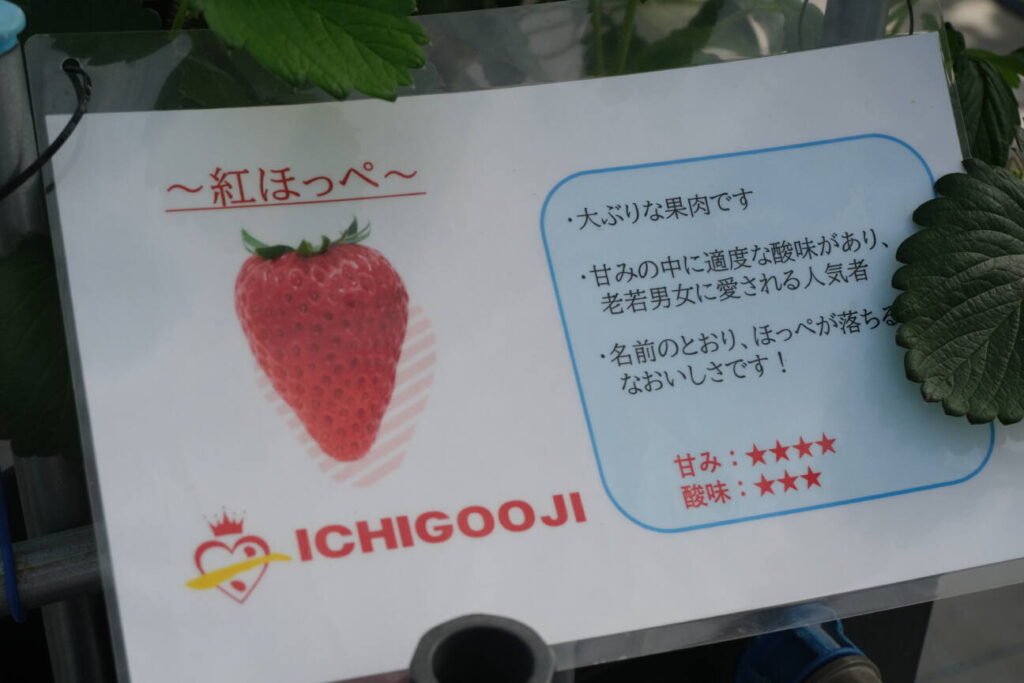 ～紅ほっぺ～
・大ぶりな果肉です
・甘みの中に適度な酸味があり、
老若男女に愛される人気者
・名前のとおり、ほっぺが落ちる
なおいしさです！
甘み：★★★★
酸味：★★★
ICHIGOOJI